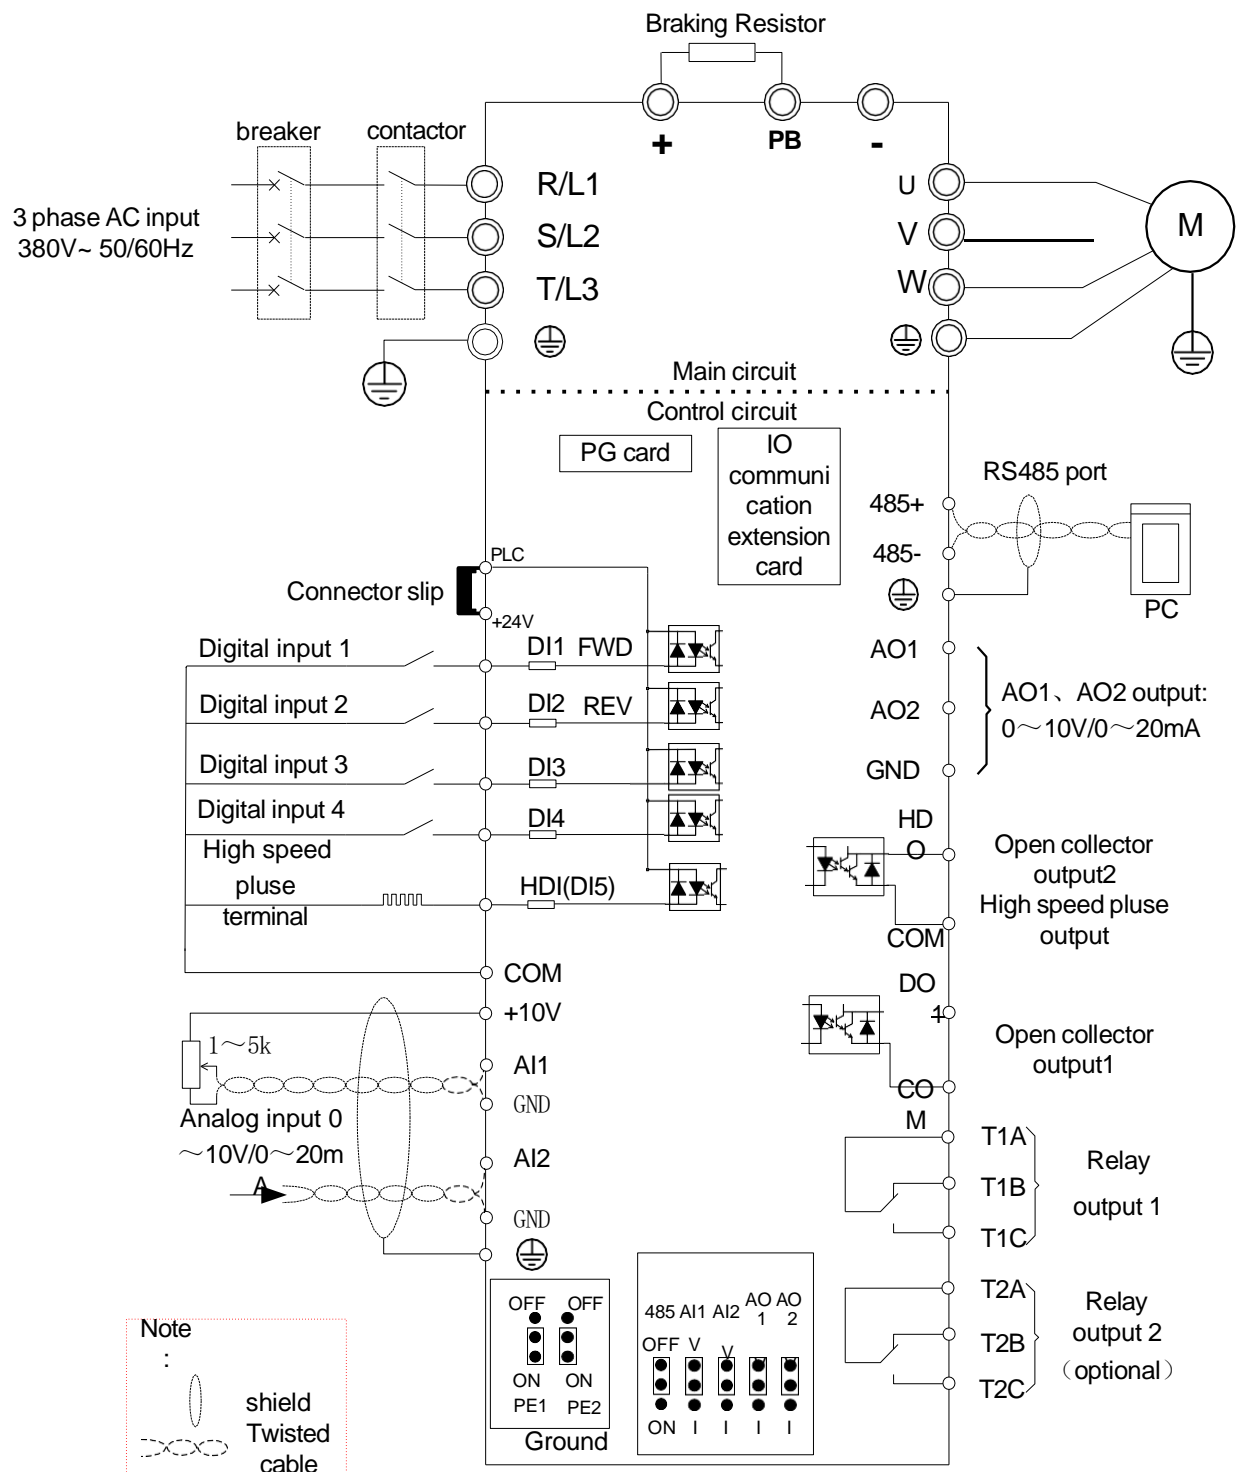 Braking Resistor
breaker
contactor
+
PB
-
R/L1
U
3 phase AC input
380V~ 50/60Hz
S/L2
V
M
T/L3
W
Main circuit
Control circuit
PG card
IO
communi
cation
extension
card
RS485 port
485+
485-
PC
PLC
Connector slip
+24V
Digital input 1
DI1 FWD
Digital input 2
DI2 REV
Digital input 3
DI3
Digital input 4
DI4
High speed
pluse
terminal
HDI(DI5)
COM
+10V
1～5k
AI1
GND
Analog input 0
～10V/0～20m
A
AI2
GND
AO1
AO2
GND
AO1、AO2 output:
0～10V/0～20mA
HD
O
COM
Open collector
output2
High speed pluse
output
DO
1
CO
M
Open collector
output1
T1A
T1B
T1C
Relay
output 1
T2A
T2B
T2C
Relay
output 2
（optional）
OFF OFF
ON ON
PE1 PE2
Ground
485 AI1 AI2 AO AO
1 2
OFF V V V V
ON I I I I
Note
:
shield
Twisted
cable